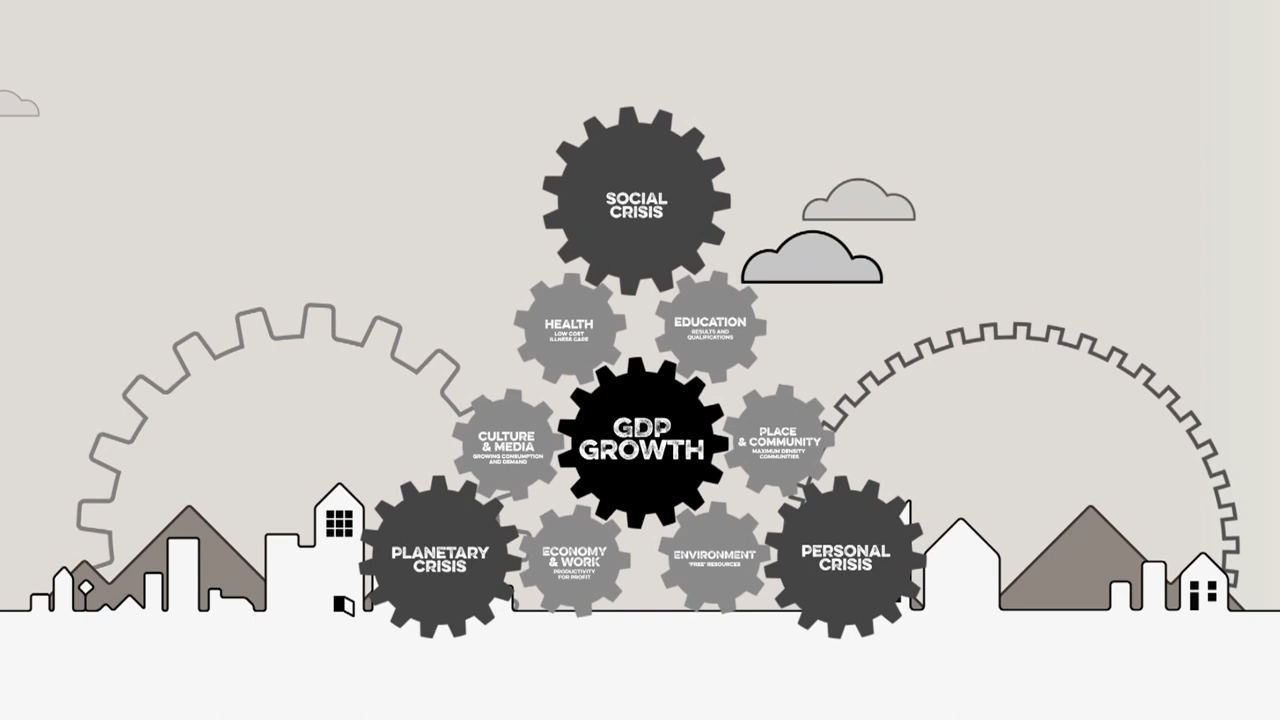 SOCIAL
CRISIS
HEALTH
LOW COST
ILLNESS CARE
EDUCATION
RESULTS AND
QUALIFICATIONS
GDP
GROWTH
CULTURE
& MEDIA
GROWING CONSUMPTION
AND DEMAND
PLACE
& COMMUNITY
MAXIMUM DENSITY
COMMUNITIES
PLANETARY
CRISIS
ECONOMY
& WORK
PRODUCTIVITY
FOR PROFIT
ENVIRONMENT
'FREE' RESOURCES
PERSONAL
CRISIS